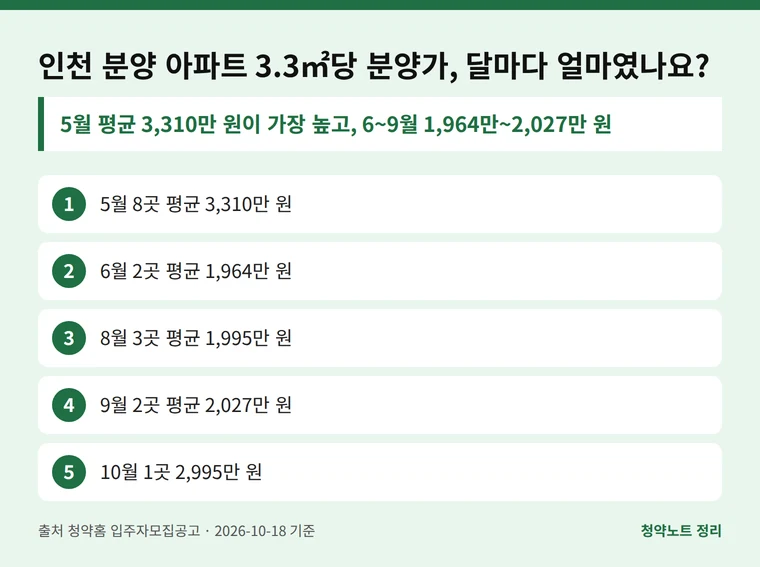 인천 분양 아파트 3.3㎡당 분양가, 달마다 얼마였나요?
5월 평균 3,310만 원이 가장 높고, 6~9월 1,964만~2,027만 원
1 5월 8곳 평균 3,310만 원
2 6월 2곳 평균 1,964만 원
3 8월 3곳 평균 1,995만 원
4 9월 2곳 평균 2,027만 원
5 10월 1곳 2,995만 원
출처 청약홈 입주자모집공고 · 2026-10-18 기준
청약노트 정리